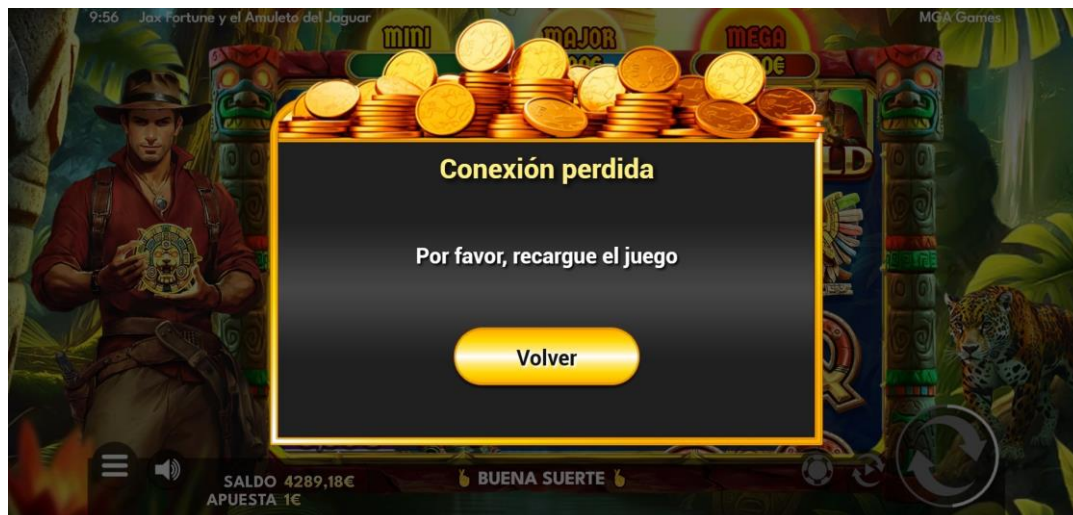 9:56 Jax Fortune y el Amuleto del Jaguar
MGA Games
MINI
MAJOR
MEGA
Conexión perdida
Por favor, recargue el juego
Volver
SALDO 4289,18€
BUENA SUERTE
APUESTA 1€